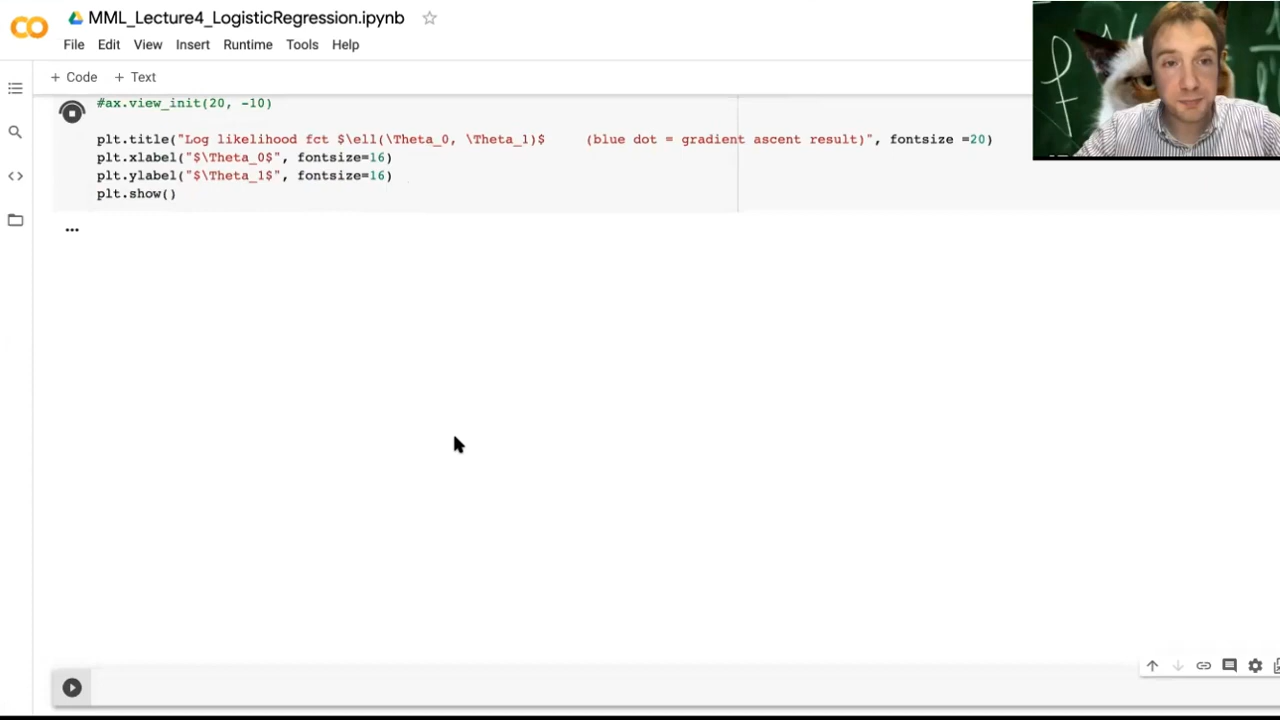 MML_Lecture4_LogisticRegression.ipynb
File Edit View Insert Runtime Tools Help
+ Code + Text
#ax.view_init(20, -10)
plt.title("Log likelihood fct $\ell(\Theta_0, \Theta_1)$     (blue dot = gradient ascent result)", fontsize =20)
plt.xlabel("$\Theta_0$", fontsize=16)
plt.ylabel("$\Theta_1$", fontsize=16)
plt.show()
...